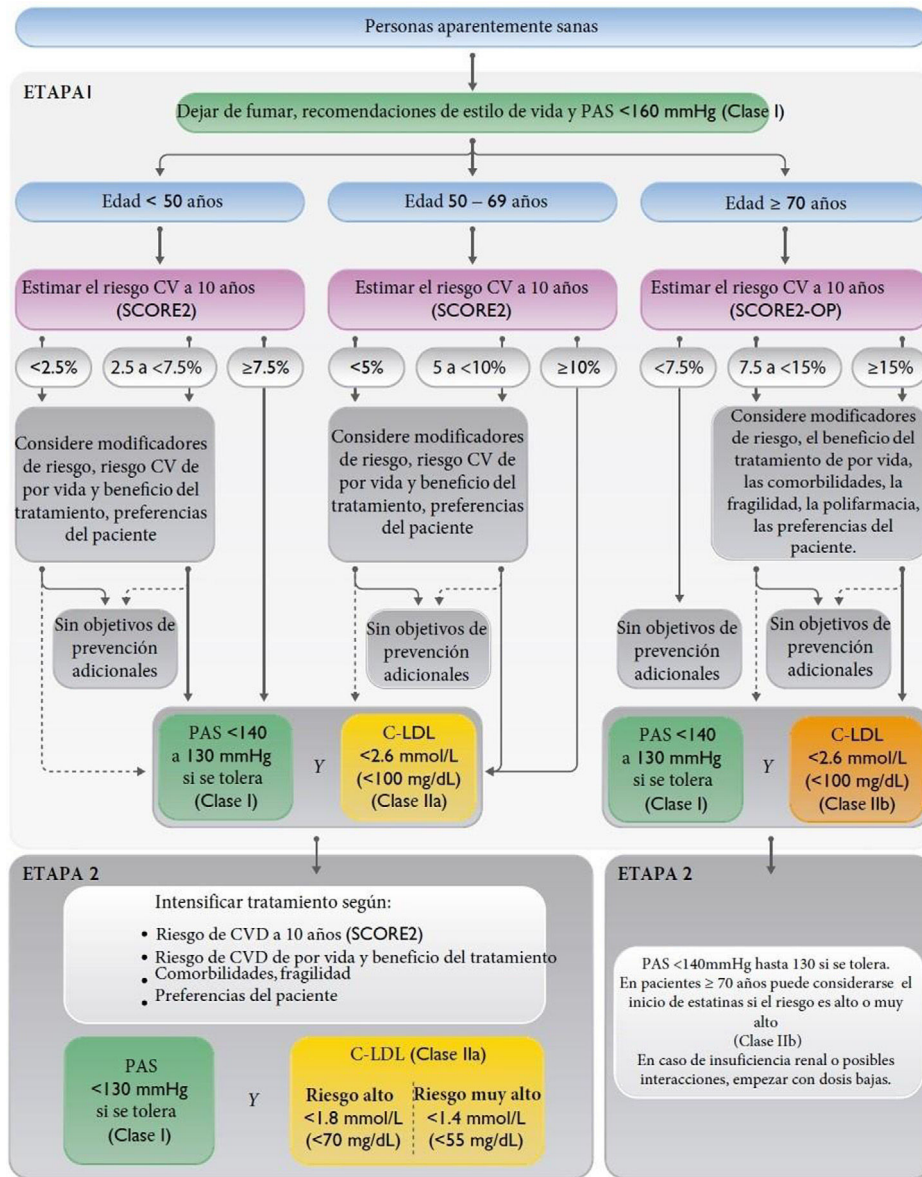 Personas aparentemente sanas
ETAPA1
Dejar de fumar, recomendaciones de estilo de vida y PAS <160 mmHg (Clase I)
Edad < 50 años
Edad 50 – 69 años
Edad ≥ 70 años
Estimar el riesgo CV a 10 años
(SCORE2)
Estimar el riesgo CV a 10 años
(SCORE2)
Estimar el riesgo CV a 10 años
(SCORE2-OP)
<2.5%
2.5 a <7.5%
≥7.5%
<5%
5 a <10%
≥10%
<7.5%
7.5 a <15%
≥15%
Considere modificadores
de riesgo, riesgo CV de
por vida y beneficio del
tratamiento, preferencias
del paciente
Considere modificadores
de riesgo, riesgo CV de
por vida y beneficio del
tratamiento, preferencias
del paciente
Considere modificadores
de riesgo, el beneficio del
tratamiento de por vida,
las comorbilidades, la
fragilidad, la polifarmacia,
las preferencias del
paciente.
Sin objetivos de
prevención
adicionales
Sin objetivos de
prevención
adicionales
Sin objetivos de
prevención
adicionales
Sin objetivos de
prevención
adicionales
PAS <140
a 130 mmHg
si se tolera
(Clase I)
Y
C-LDL
<2.6 mmol/L
(<100 mg/dL)
(Clase IIa)
PAS <140
a 130 mmHg
si se tolera
(Clase I)
Y
C-LDL
<2.6 mmol/L
(<100 mg/dL)
(Clase IIb)
ETAPA 2
Intensificar tratamiento según:
• Riesgo de CVD a 10 años (SCORE2)
• Riesgo de CVD de por vida y beneficio del tratamiento
• Comorbilidades, fragilidad
• Preferencias del paciente
PAS
<130 mmHg
si se tolera
(Clase I)
Y
C-LDL (Clase IIa)
Riesgo alto
<1.8 mmol/L
(<70 mg/dL)
Riesgo muy alto
<1.4 mmol/L
(<55 mg/dL)
ETAPA 2
PAS <140mmHg hasta 130 si se tolera.
En pacientes ≥ 70 años puede considerarse el
inicio de estatinas si el riesgo es alto o muy
alto
(Clase IIb)
En caso de insuficiencia renal o posibles
interacciones, empezar con dosis bajas.